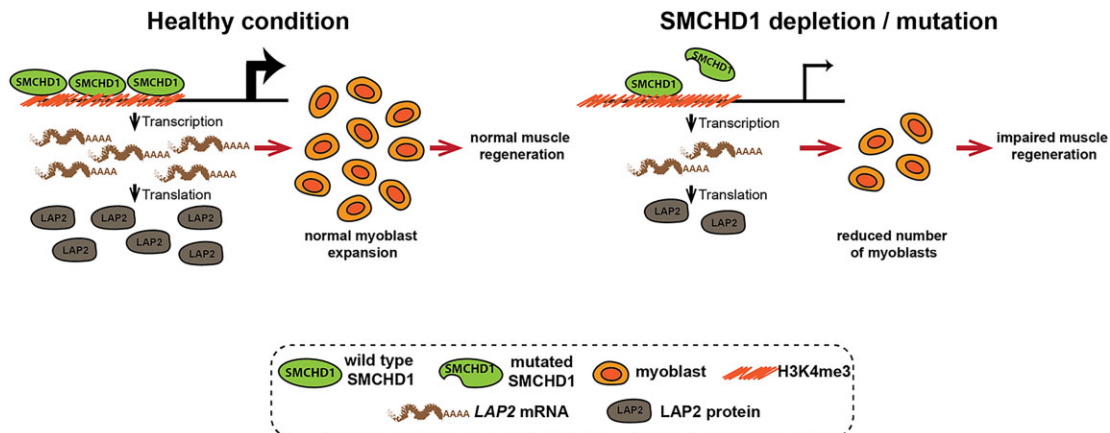 Healthy condition
SMCHD1 SMCHD1 SMCHD1
Transcription
AAAA AAAA
AAAA
AAAA AAAA
Translation
LAP2 LAP2 LAP2
LAP2 LAP2 LAP2
normal myoblast
expansion
normal muscle
regeneration
SMCHD1 depletion / mutation
SMCHD1
SMCHD1
Transcription
AAAA
AAAA
Translation
LAP2
LAP2
reduced number
of myoblasts
impaired muscle
regeneration
SMCHD1 wild type
SMCHD1
SMCHD1 mutated
SMCHD1
myoblast
H3K4me3
AAAA LAP2 mRNA
LAP2 LAP2 protein